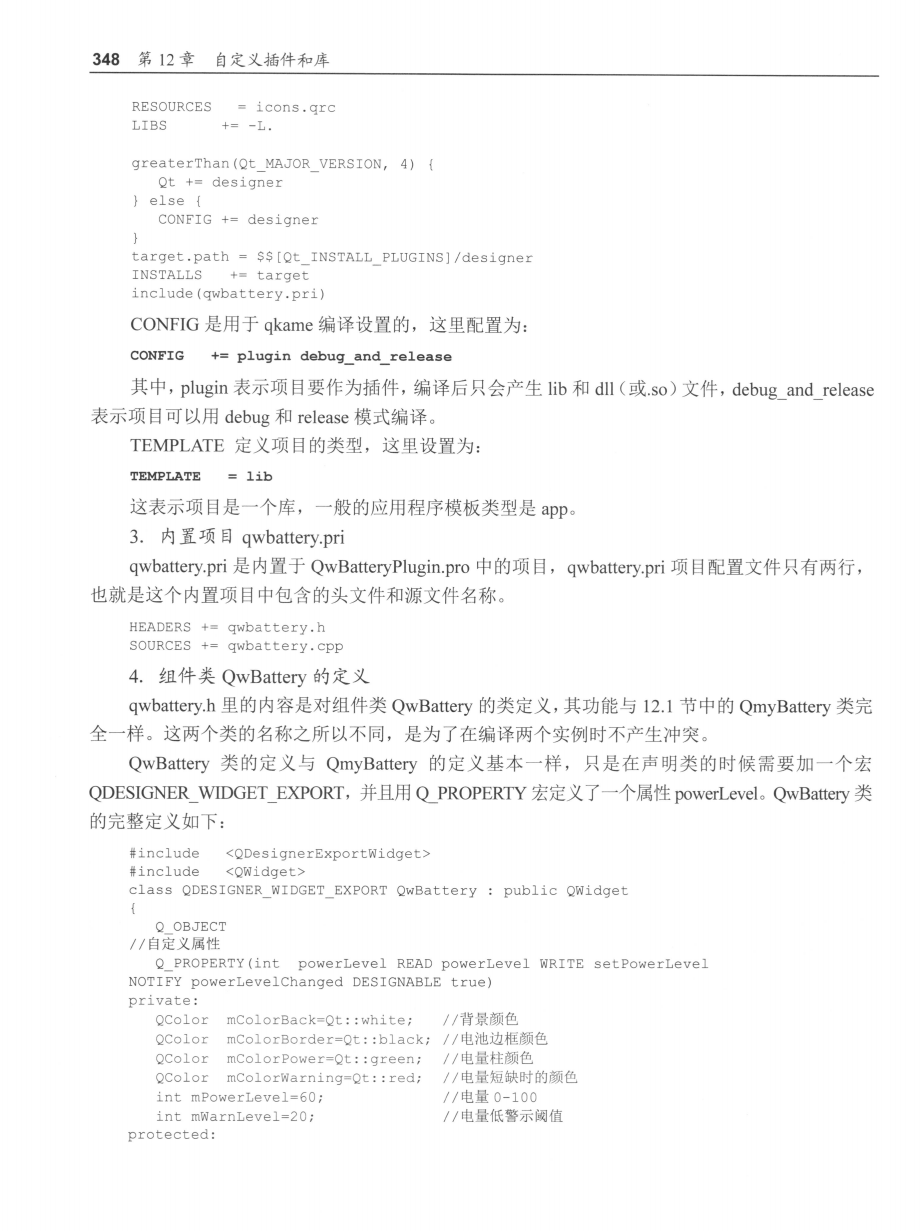 348 第 12 章 自定义插件和库
RESOURCES = icons.qrc
LIBS += -L.
greaterThan(Qt_MAJOR_VERSION, 4) {
Qt += designer
} else {
CONFIG += designer
}
target.path = $$[Qt_INSTALL_PLUGINS]/designer
INSTALLS += target
include(qwbattery.pri)
CONFIG 是用于 qkame 编译设置的，这里配置为：
CONFIG += plugin debug_and_release
其中，plugin 表示项目要作为插件，编译后只会产生 lib 和 dll（或.so）文件，debug_and_release
表示项目可以用 debug 和 release 模式编译。
TEMPLATE 定义项目的类型，这里设置为：
TEMPLATE = lib
这表示项目是一个库，一般的应用程序模板类型是 app。
3．内置项目 qwbattery.pri
qwbattery.pri 是内置于 QwBatteryPlugin.pro 中的项目，qwbattery.pri 项目配置文件只有两行，
也就是这个内置项目中包含的头文件和源文件名称。
HEADERS += qwbattery.h
SOURCES += qwbattery.cpp
4．组件类 QwBattery 的定义
qwbattery.h 里的内容是对组件类 QwBattery 的类定义，其功能与 12.1 节中的 QmyBattery 类完
全一样。这两个类的名称之所以不同，是为了在编译两个实例时不产生冲突。
QwBattery 类的定义与 QmyBattery 的定义基本一样，只是在声明类的时候需要加一个宏
QDESIGNER_WIDGET_EXPORT，并且用 Q_PROPERTY 宏定义了一个属性 powerLevel。QwBattery 类
的完整定义如下：
#include <QDesignerExportWidget>
#include <QWidget>
class QDESIGNER_WIDGET_EXPORT QwBattery : public QWidget
{
Q_OBJECT
//自定义属性
Q_PROPERTY(int powerLevel READ powerLevel WRITE setPowerLevel
NOTIFY powerLevelChanged DESIGNABLE true)
private:
QColor mColorBack=Qt::white; //背景颜色
QColor mColorBorder=Qt::black; //电池边框颜色
QColor mColorPower=Qt::green; //电量柱颜色
QColor mColorWarning=Qt::red; //电量短缺时的颜色
int mPowerLevel=60; //电量 0-100
int mWarnLevel=20; //电量低警示阈值
protected: